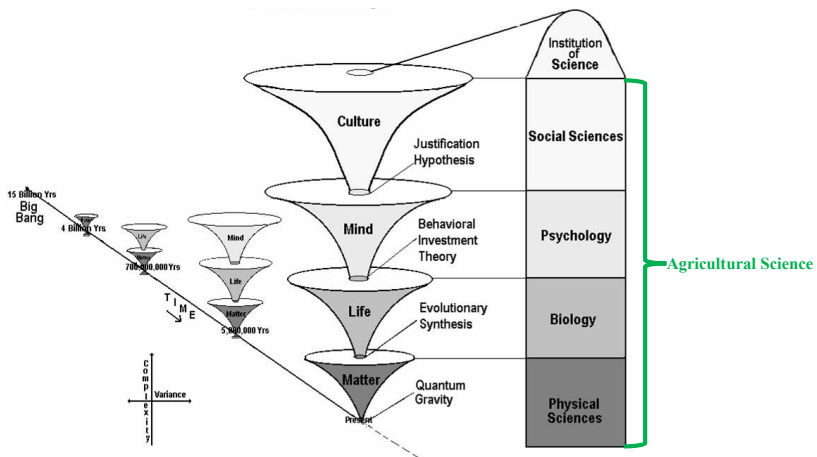 Institution
of
Science
Culture
Social Sciences
Justification
Hypothesis
15 Billion Yrs
Big
Bang
4 Billion Yrs
Life
Matter
700,000,000 Yrs
Mind
Life
Matter
5,000,000 Yrs
TIME
Mind
Behavioral
Investment
Theory
Psychology
Agricultural Science
Life
Evolutionary
Synthesis
Biology
Matter
Quantum
Gravity
Present
Physical
Sciences
Complexity
Variance